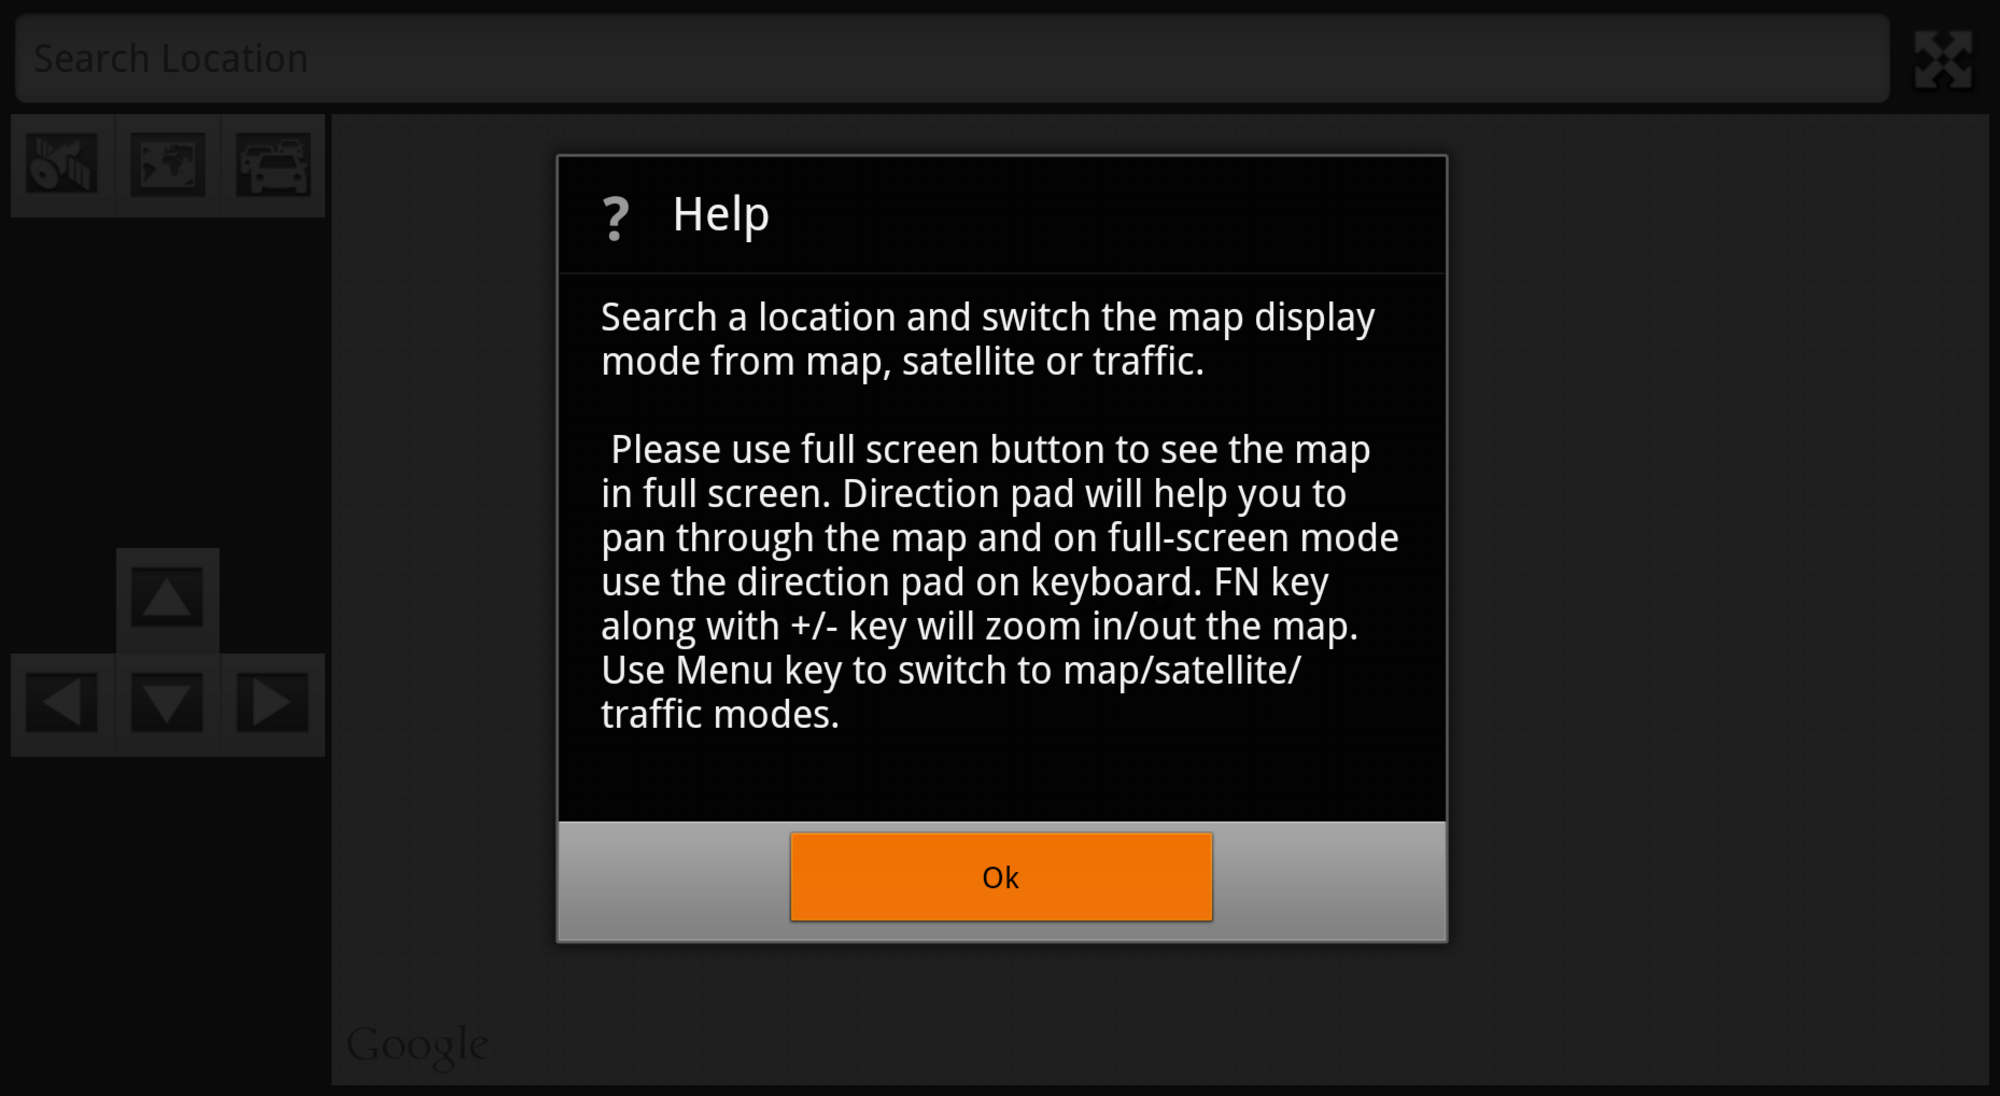 Search Location
? Help
Search a location and switch the map display
mode from map, satellite or traffic.
Please use full screen button to see the map
in full screen. Direction pad will help you to
pan through the map and on full-screen mode
use the direction pad on keyboard. FN key
along with +/- key will zoom in/out the map.
Use Menu key to switch to map/satellite/
traffic modes.
Ok
Google